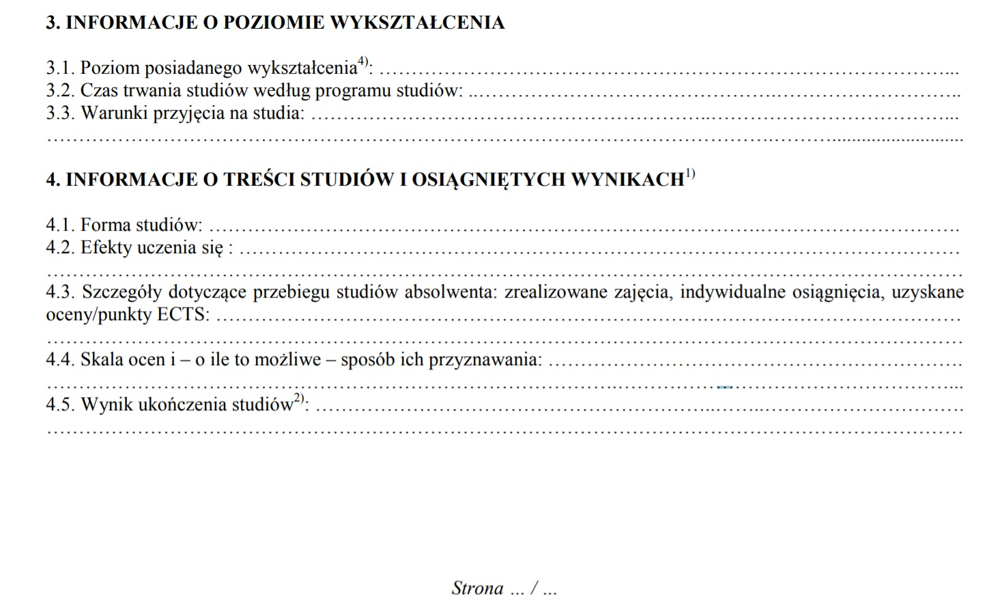 3. INFORMACJE O POZIOMIE WYKSZTAŁCENIA
3.1. Poziom posiadanego wykształcenia4): ………………………………………………………………………………...
3.2. Czas trwania studiów według programu studiów: ...…………………………………………………………………..
3.3. Warunki przyjęcia na studia: …………………………………………………...………………………………...
……………………………………………………………………………………………………………............................
4. INFORMACJE O TREŚCI STUDIÓW I OSIĄGNIĘTYCH WYNIKACH1)
4.1. Forma studiów: ……………………………………………………………………………..…………………………….
4.2. Efekty uczenia się : ……………………………………………………………………………………………………
………………………………………………………………………………………………………………………………
4.3. Szczegóły dotyczące przebiegu studiów absolwenta: zrealizowane zajęcia, indywidualne osiągnięcia, uzyskane
oceny/punkty ECTS: ……………………………………………………………………..………………………………
………………………………………………………………………………………………………………………………
4.4. Skala ocen i – o ile to możliwe – sposób ich przyznawania: …………………………………………………………
………………………………………………………………………………..……………………………………………...
4.5. Wynik ukończenia studiów2): ……………………………………………………..……..…………………………
………………………………………………………………………………………………………………………………
Strona ... / ...